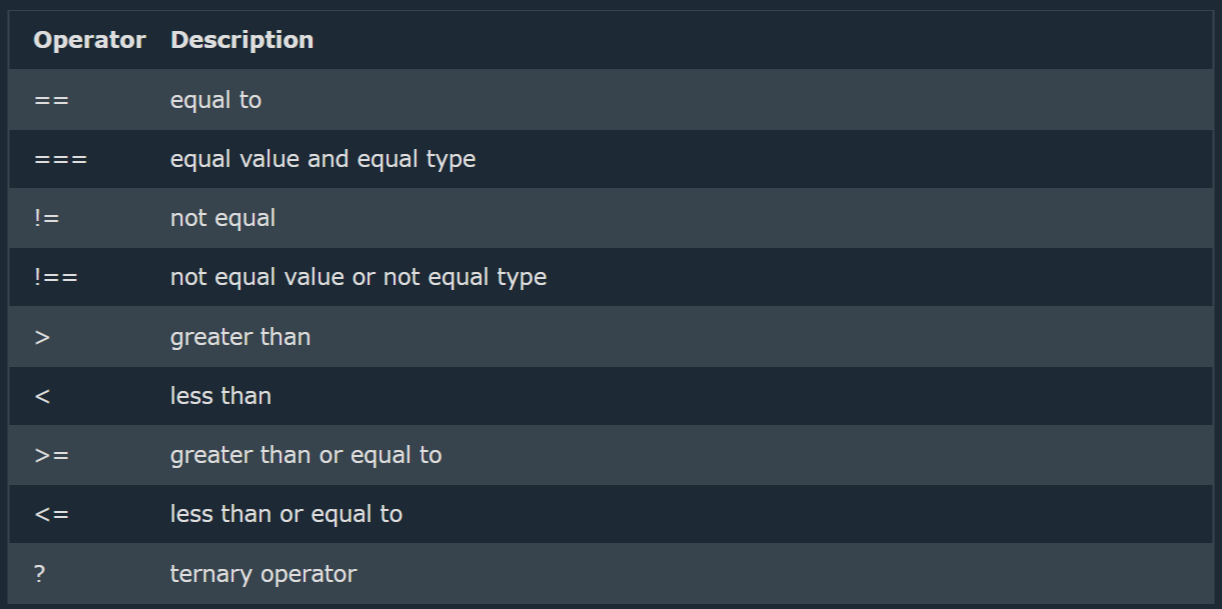 Operator Description
== equal to
=== equal value and equal type
!= not equal
!== not equal value or not equal type
> greater than
< less than
>= greater than or equal to
<= less than or equal to
? ternary operator